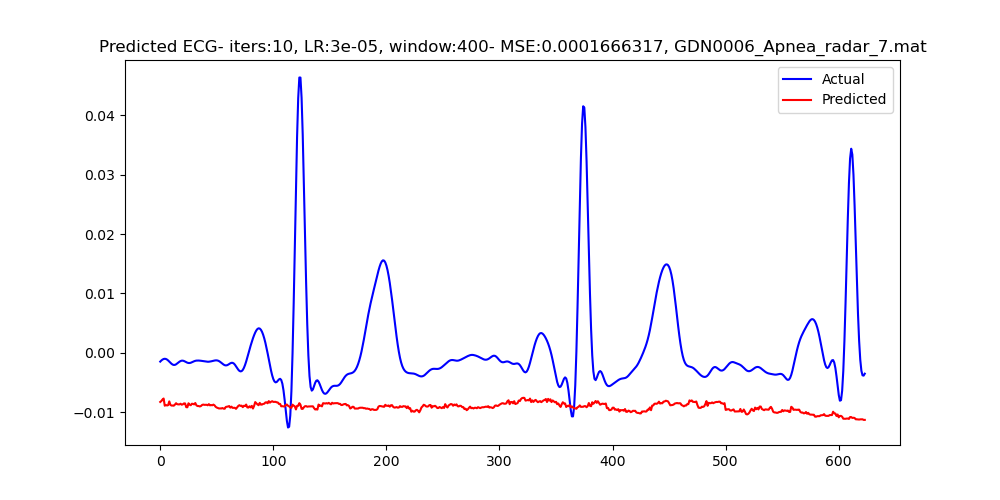 Predicted ECG- iters:10, LR:3e-05, window:400- MSE:0.0001666317, GDN0006_Apnea_radar_7.mat
Actual
Predicted
0.04
0.03
0.02
0.01
0.00
−0.01
0 100 200 300 400 500 600